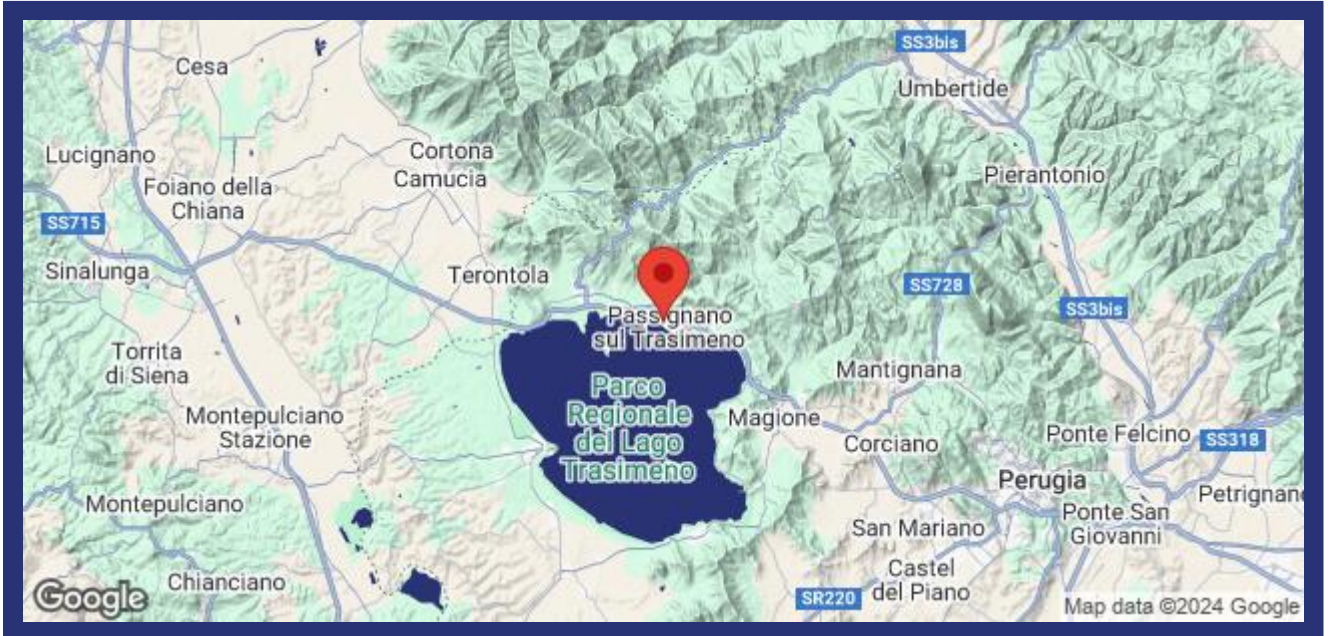 SS3bis
Cesa
Umbertide
Lucignano
Cortona
Camucia
Pierantonio
Foiano della
Chiana
SS715
Sinalunga
Terontola
SS728
SS3bis
Passignano
sul Trasimeno
Torrita
di Siena
Mantignana
Parco
Regionale
del Lago
Trasimeno
Montepulciano
Stazione
Magione
Corciano
Ponte Felcino
SS318
Perugia
Petrignan
Montepulciano
Ponte San
Giovanni
San Mariano
Chianciano
Castel
del Piano
SR220
Google
Map data ©2024 Google